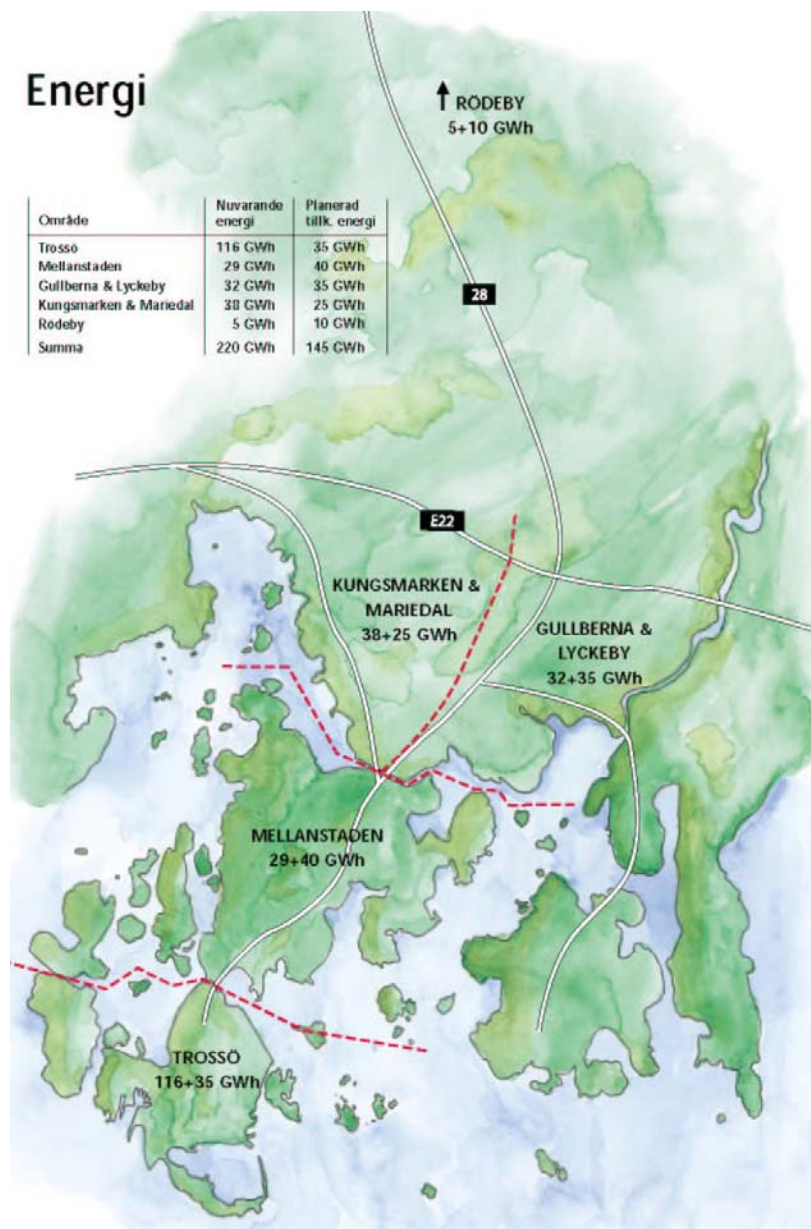 Energi
RÖDEBY
5+10 GWh
Område Nuvarande energi Planerad tillk. energi
Trossö 116 GWh 35 GWh
Mellanstaden 29 GWh 40 GWh
Gullberna & Lyckeby 32 GWh 35 GWh
Kungsmarken & Mariedal 38 GWh 25 GWh
Rödeby 5 GWh 10 GWh
Summa 220 GWh 145 GWh
28
E22
KUNGSMARKEN &
MARIEDAL
38+25 GWh
GULLBERNA &
LYCKEBY
32+35 GWh
MELLANSTADEN
29+40 GWh
TROSSÖ
116+35 GWh